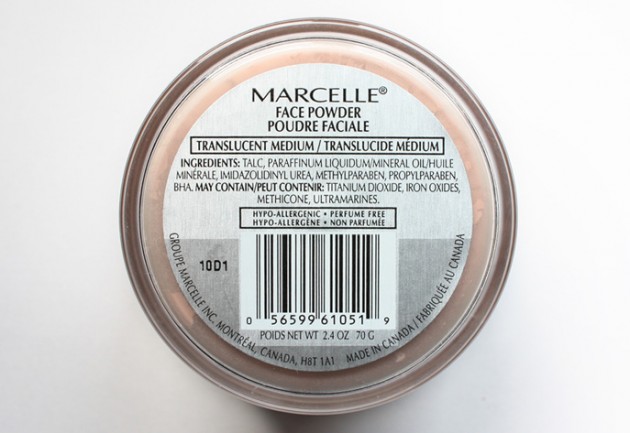 MARCELLE®
FACE POWDER
POUDRE FACIALE
TRANSLUCENT MEDIUM / TRANSLUCIDE MÉDIUM
INGREDIENTS: TALC, PARAFFINUM LIQUIDUM/MINERAL OIL/HUILE
MINÉRALE, IMIDAZOLIDINYL UREA, METHYLPARABEN, PROPYLPARABEN,
BHA. MAY CONTAIN/PEUT CONTENIR: TITANIUM DIOXIDE, IRON OXIDES,
METHICONE, ULTRAMARINES.
HYPO-ALLERGENIC • PERFUME FREE
HYPO-ALLERGÈNE • NON PARFUMÉE
10D1
0 56599 61051 9
POIDS NET WT 2.4 OZ 70 G
GROUPE MARCELLE INC. MONTRÉAL, CANADA, H8T 1A1 MADE IN CANADA / FABRIQUÉE AU CANADA